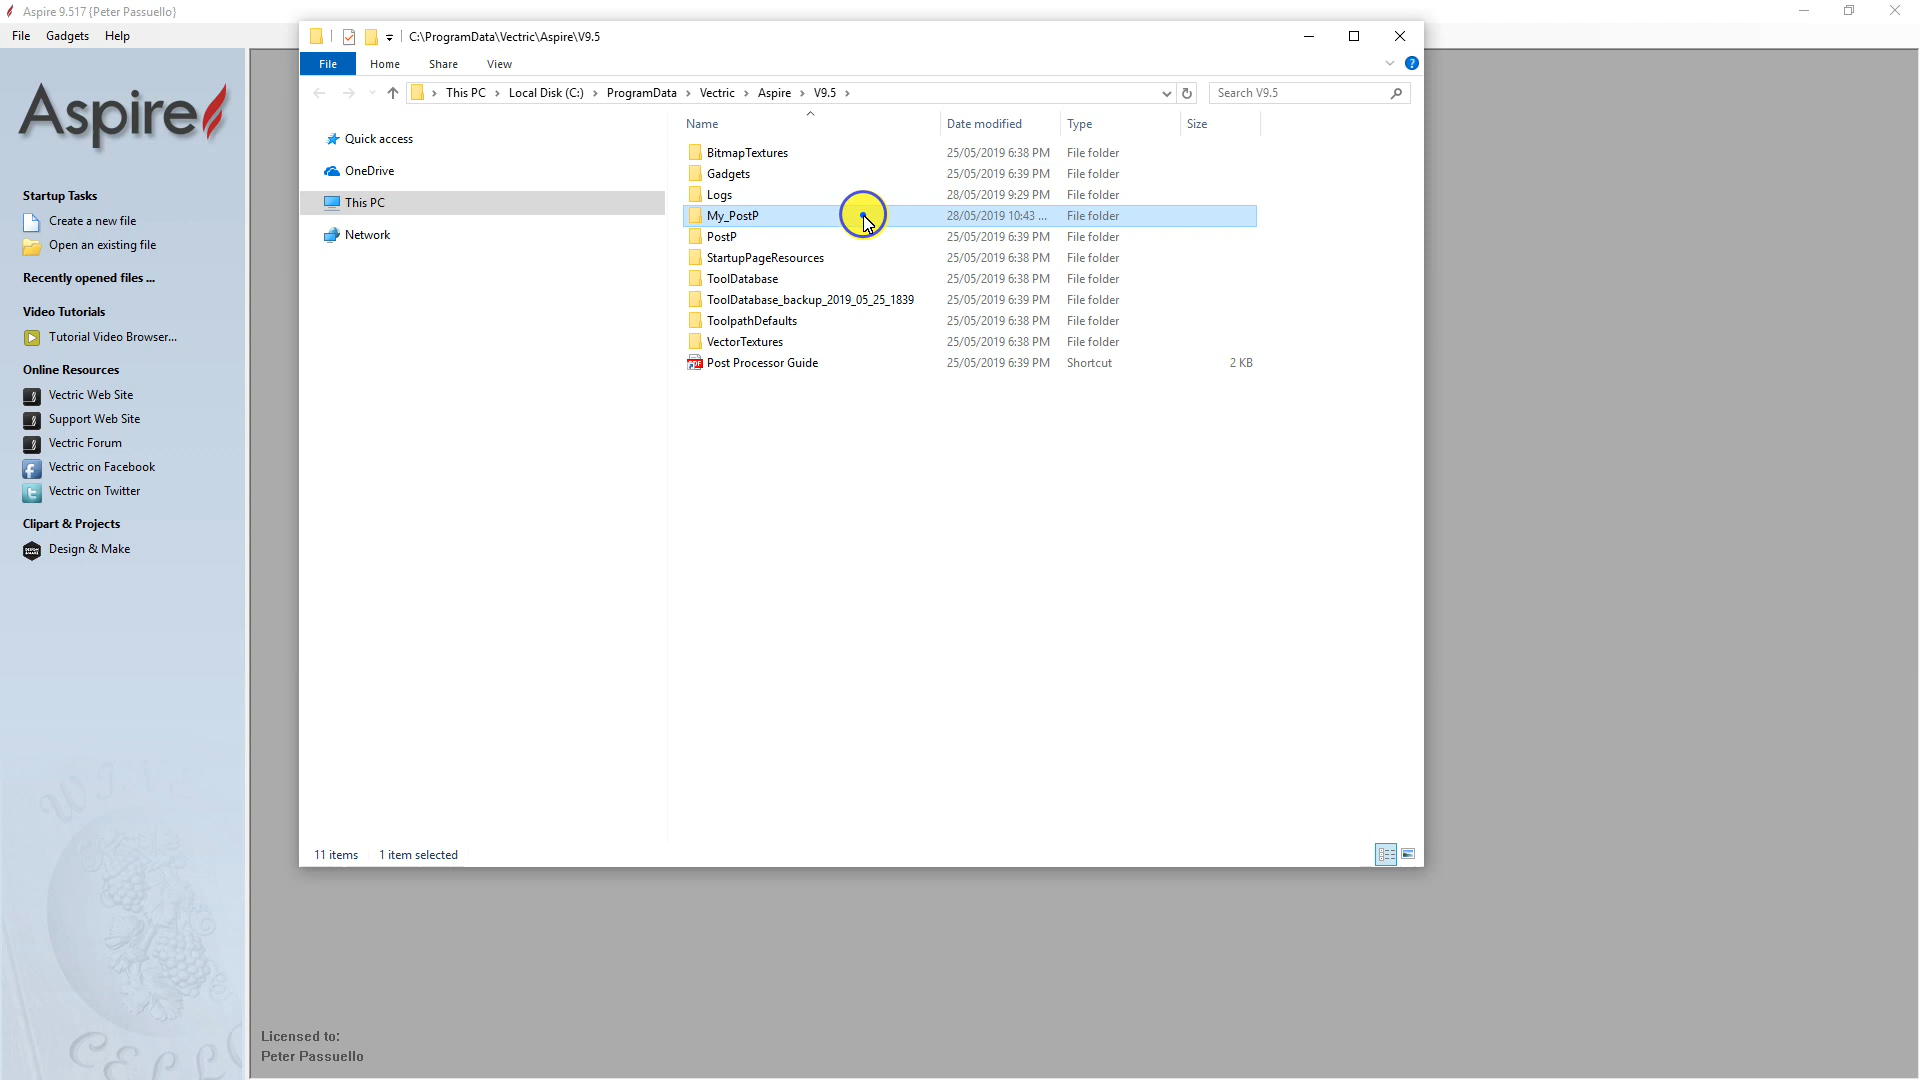 Aspire 9.517 {Peter Passuello}
File Gadgets Help
Aspire
Startup Tasks
Create a new file
Open an existing file
Recently opened files ...
Video Tutorials
Tutorial Video Browser...
Online Resources
Vectric Web Site
Support Web Site
Vectric Forum
Vectric on Facebook
Vectric on Twitter
Clipart & Projects
Design & Make
C:\ProgramData\Vectric\Aspire\V9.5
File Home Share View
This PC Local Disk (C:) ProgramData Vectric Aspire V9.5
Search V9.5
Quick access
OneDrive
This PC
Network
Name Date modified Type Size
BitmapTextures 25/05/2019 6:38 PM File folder
Gadgets 25/05/2019 6:39 PM File folder
Logs 28/05/2019 9:29 PM File folder
My_PostP 28/05/2019 10:43 ... File folder
PostP 25/05/2019 6:39 PM File folder
StartupPageResources 25/05/2019 6:38 PM File folder
ToolDatabase 25/05/2019 6:38 PM File folder
ToolDatabase_backup_2019_05_25_1839 25/05/2019 6:39 PM File folder
ToolpathDefaults 25/05/2019 6:38 PM File folder
VectorTextures 25/05/2019 6:38 PM File folder
Post Processor Guide 25/05/2019 6:39 PM Shortcut 2 KB
11 items 1 item selected
Licensed to:
Peter Passuello